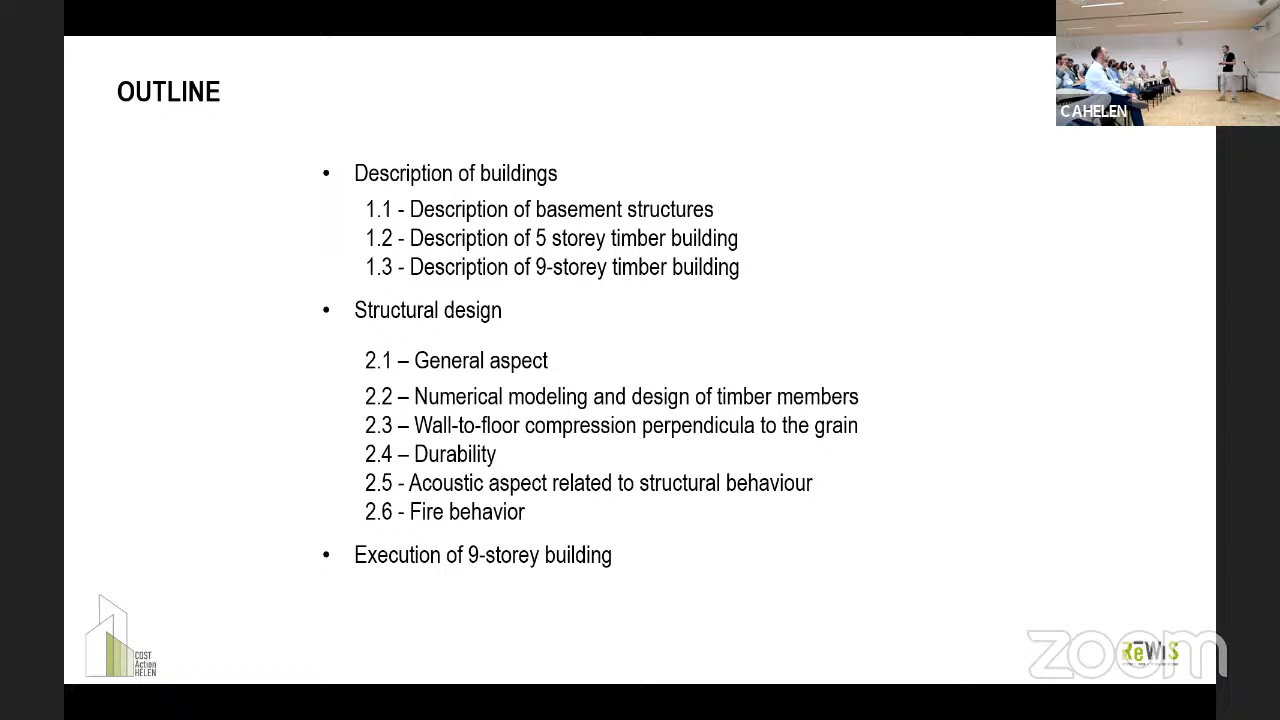 OUTLINE
C AHELEN
• Description of buildings
1.1 - Description of basement structures
1.2 - Description of 5 storey timber building
1.3 - Description of 9-storey timber building
• Structural design
2.1 – General aspect
2.2 – Numerical modeling and design of timber members
2.3 – Wall-to-floor compression perpendicula to the grain
2.4 – Durability
2.5 - Acoustic aspect related to structural behaviour
2.6 - Fire behavior
• Execution of 9-storey building
COST
Action
HELEN
ReWiS
zoom